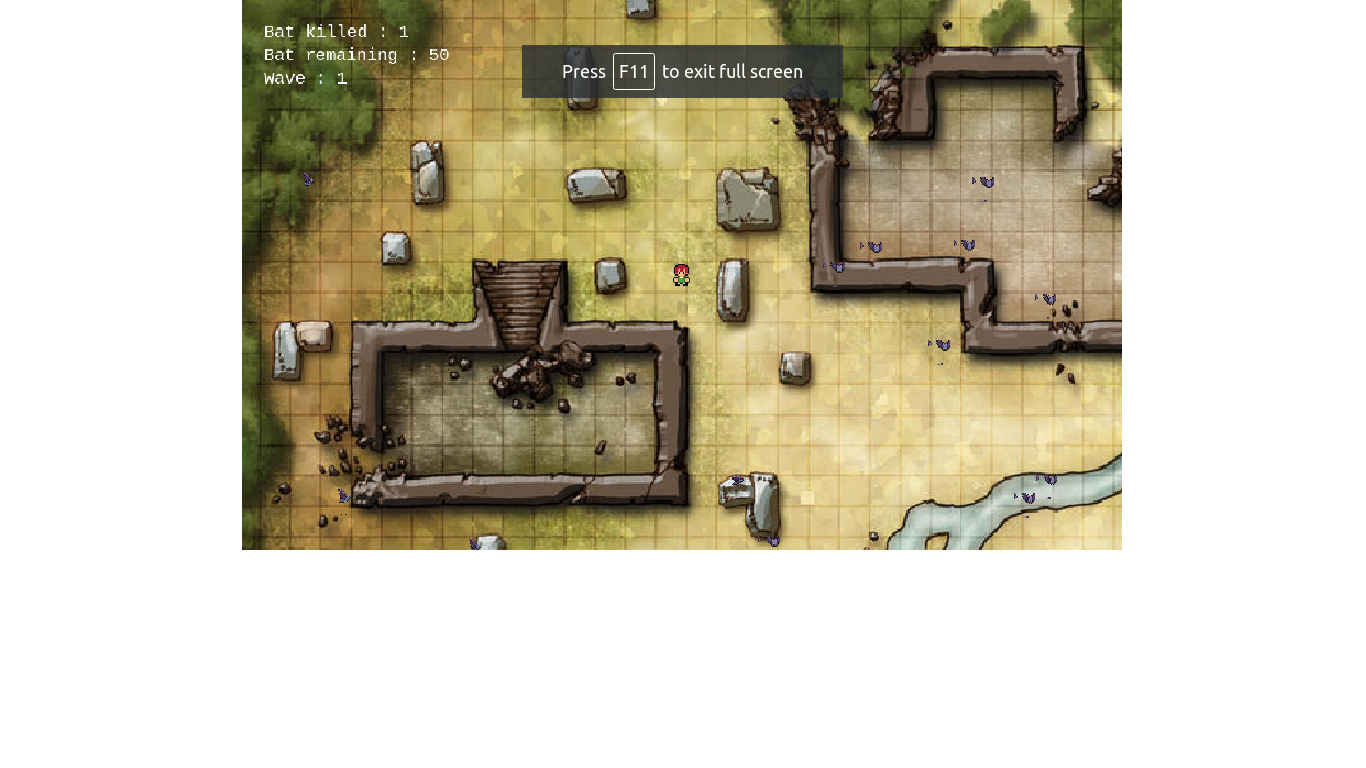 Bat killed : 1
Bat remaining : 50
Wave : 1
Press F11 to exit full screen